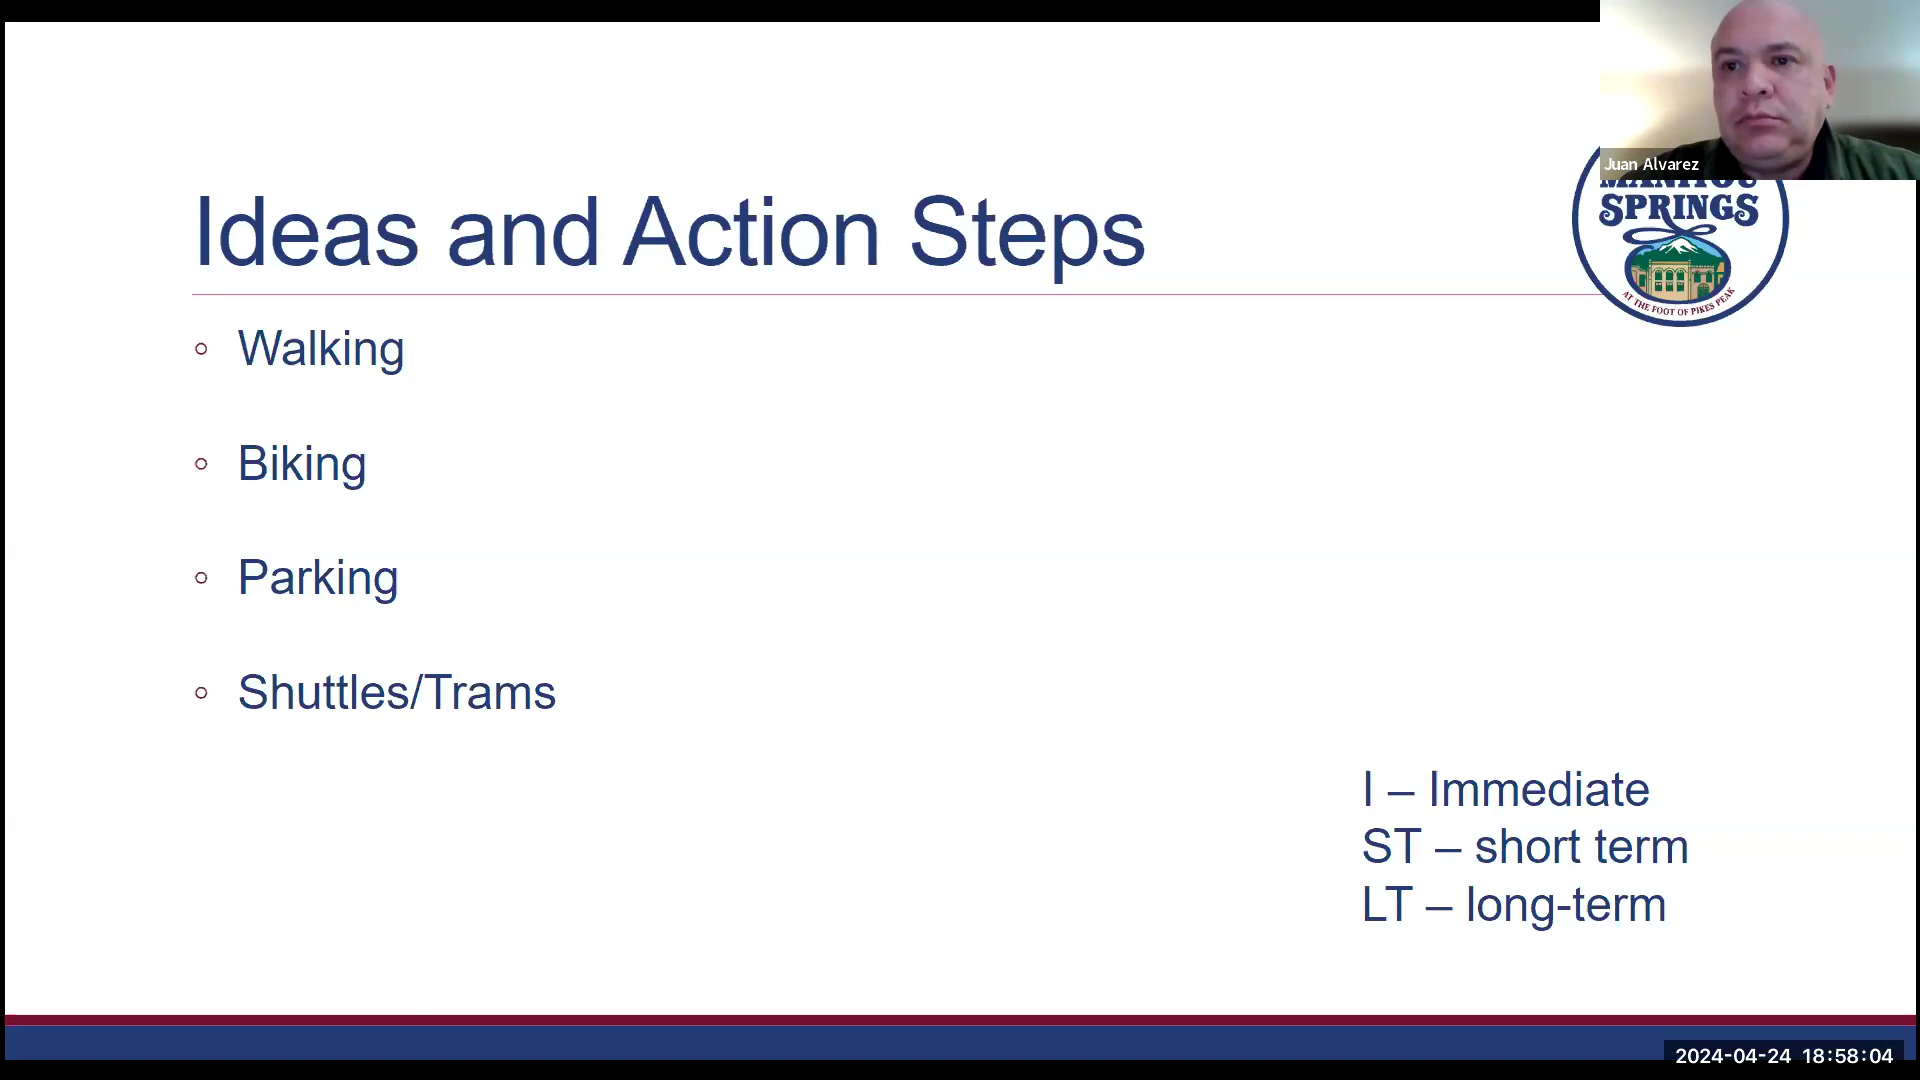 Juan Alvarez
MANITOU
SPRINGS
AT THE FOOT OF PIKES PEAK
Ideas and Action Steps
Walking
Biking
Parking
Shuttles/Trams
I – Immediate
ST – short term
LT – long-term
2024-04-24 18:58:04